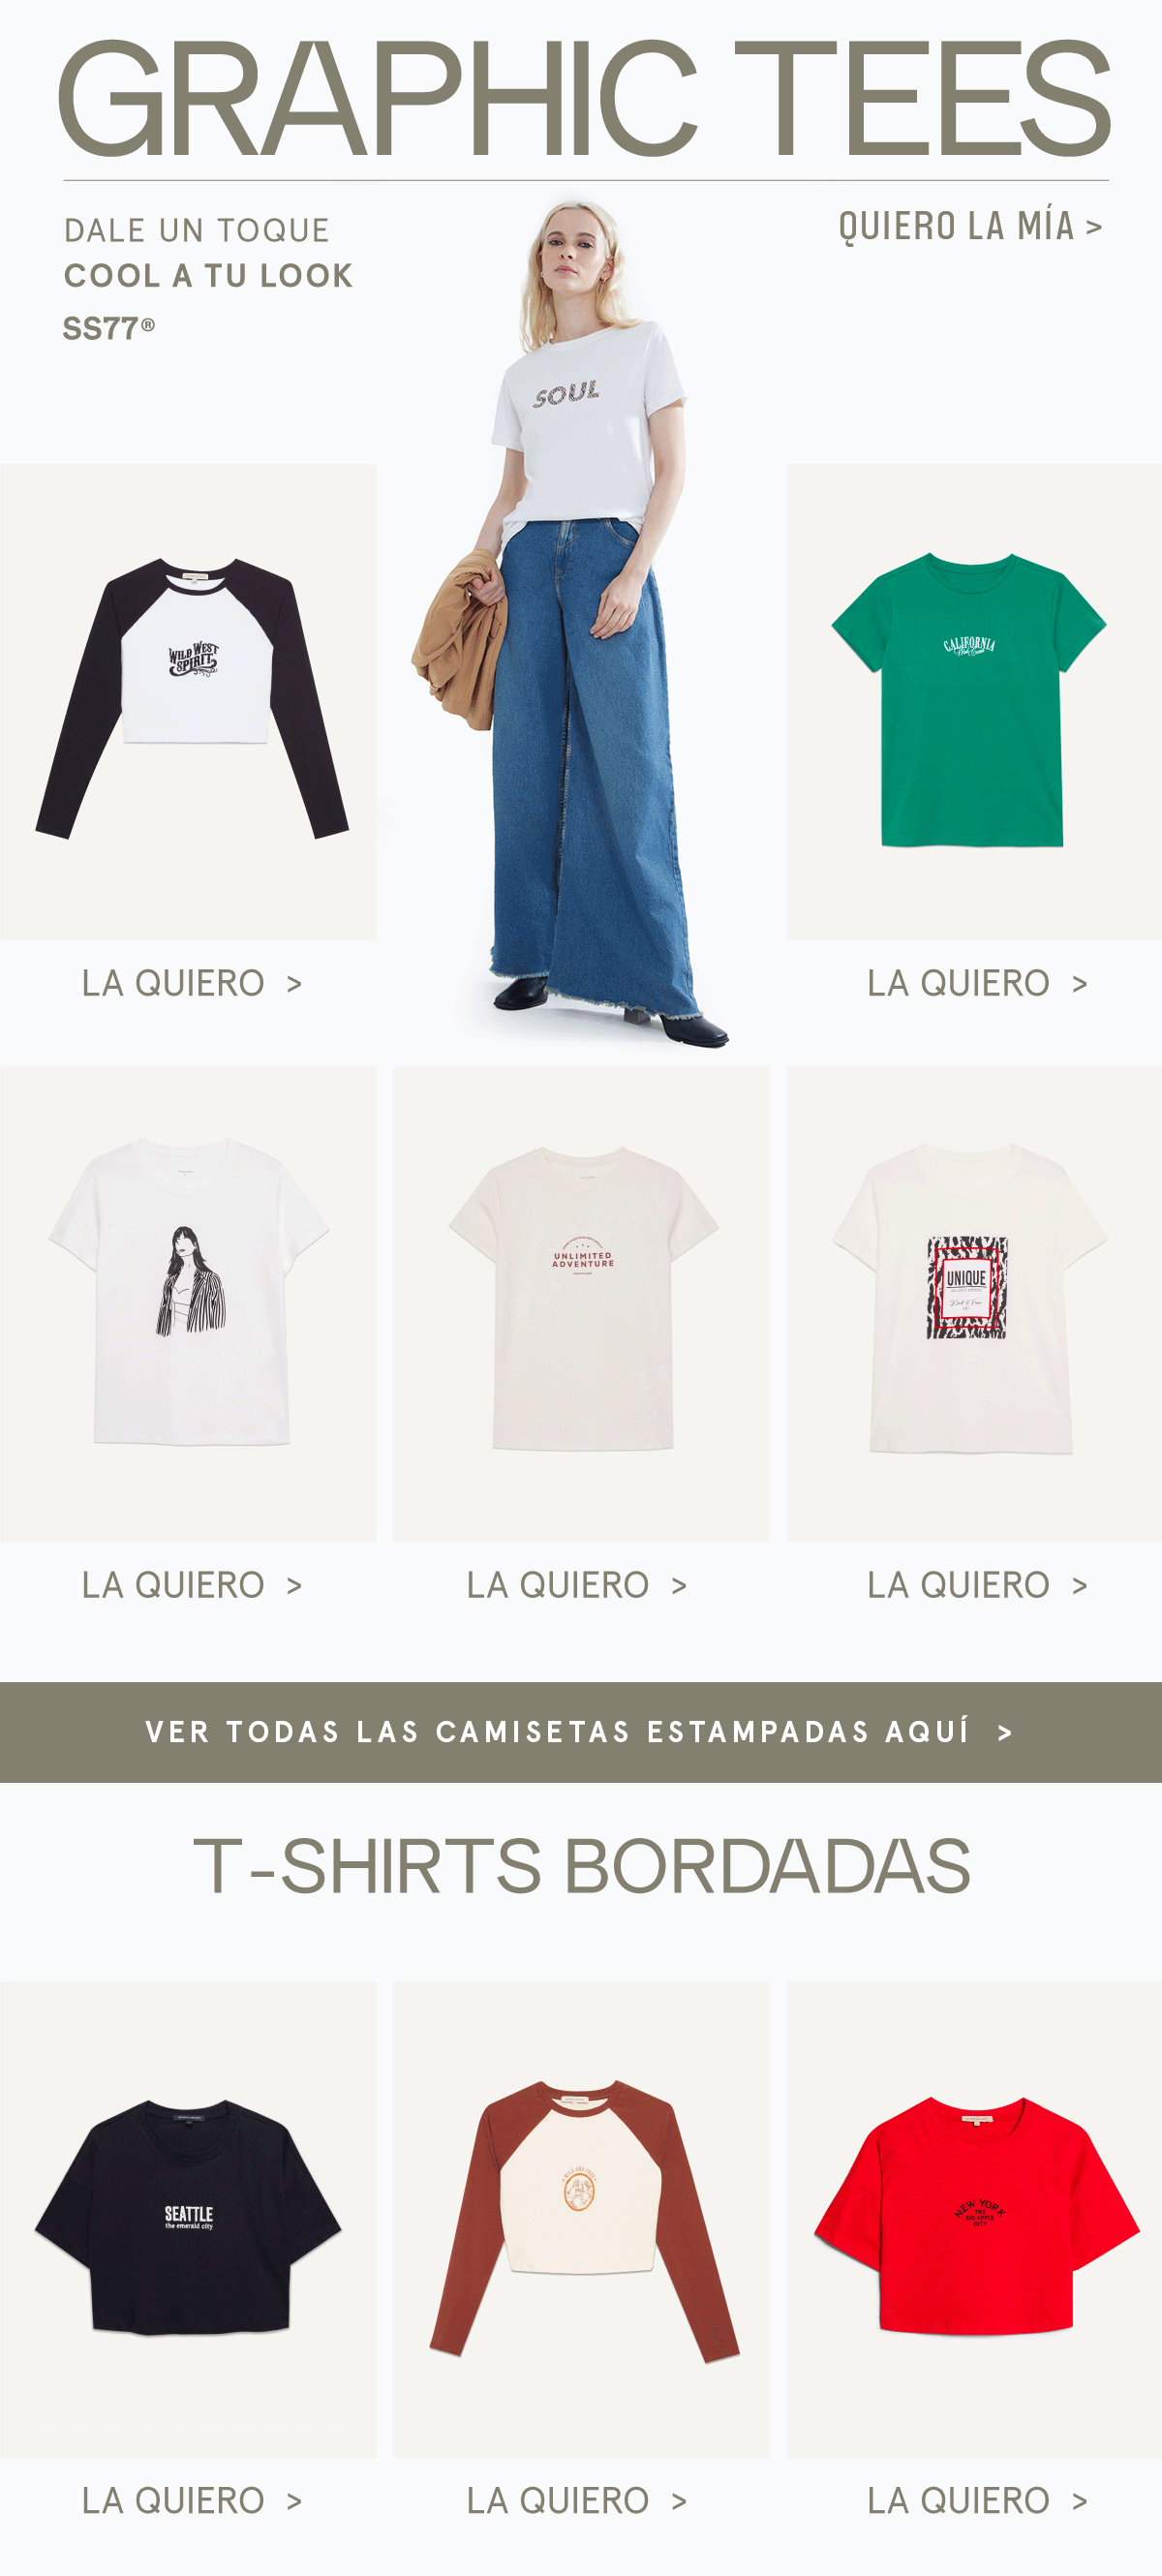 GRAPHIC TEES
DALE UN TOQUE
COOL A TU LOOK
SS77®
QUIERO LA MÍA >
SOUL
WILD WEST
SPIRIT
CALIFORNIA
LA QUIERO >
LA QUIERO >
UNLIMITED
ADVENTURE
UNIQUE
LA QUIERO >
LA QUIERO >
LA QUIERO >
VER TODAS LAS CAMISETAS ESTAMPADAS AQUÍ >
T-SHIRTS BORDADAS
SEATTLE
the emerald city
NEW YORK
THE
BIG APPLE
CITY
LA QUIERO >
LA QUIERO >
LA QUIERO >